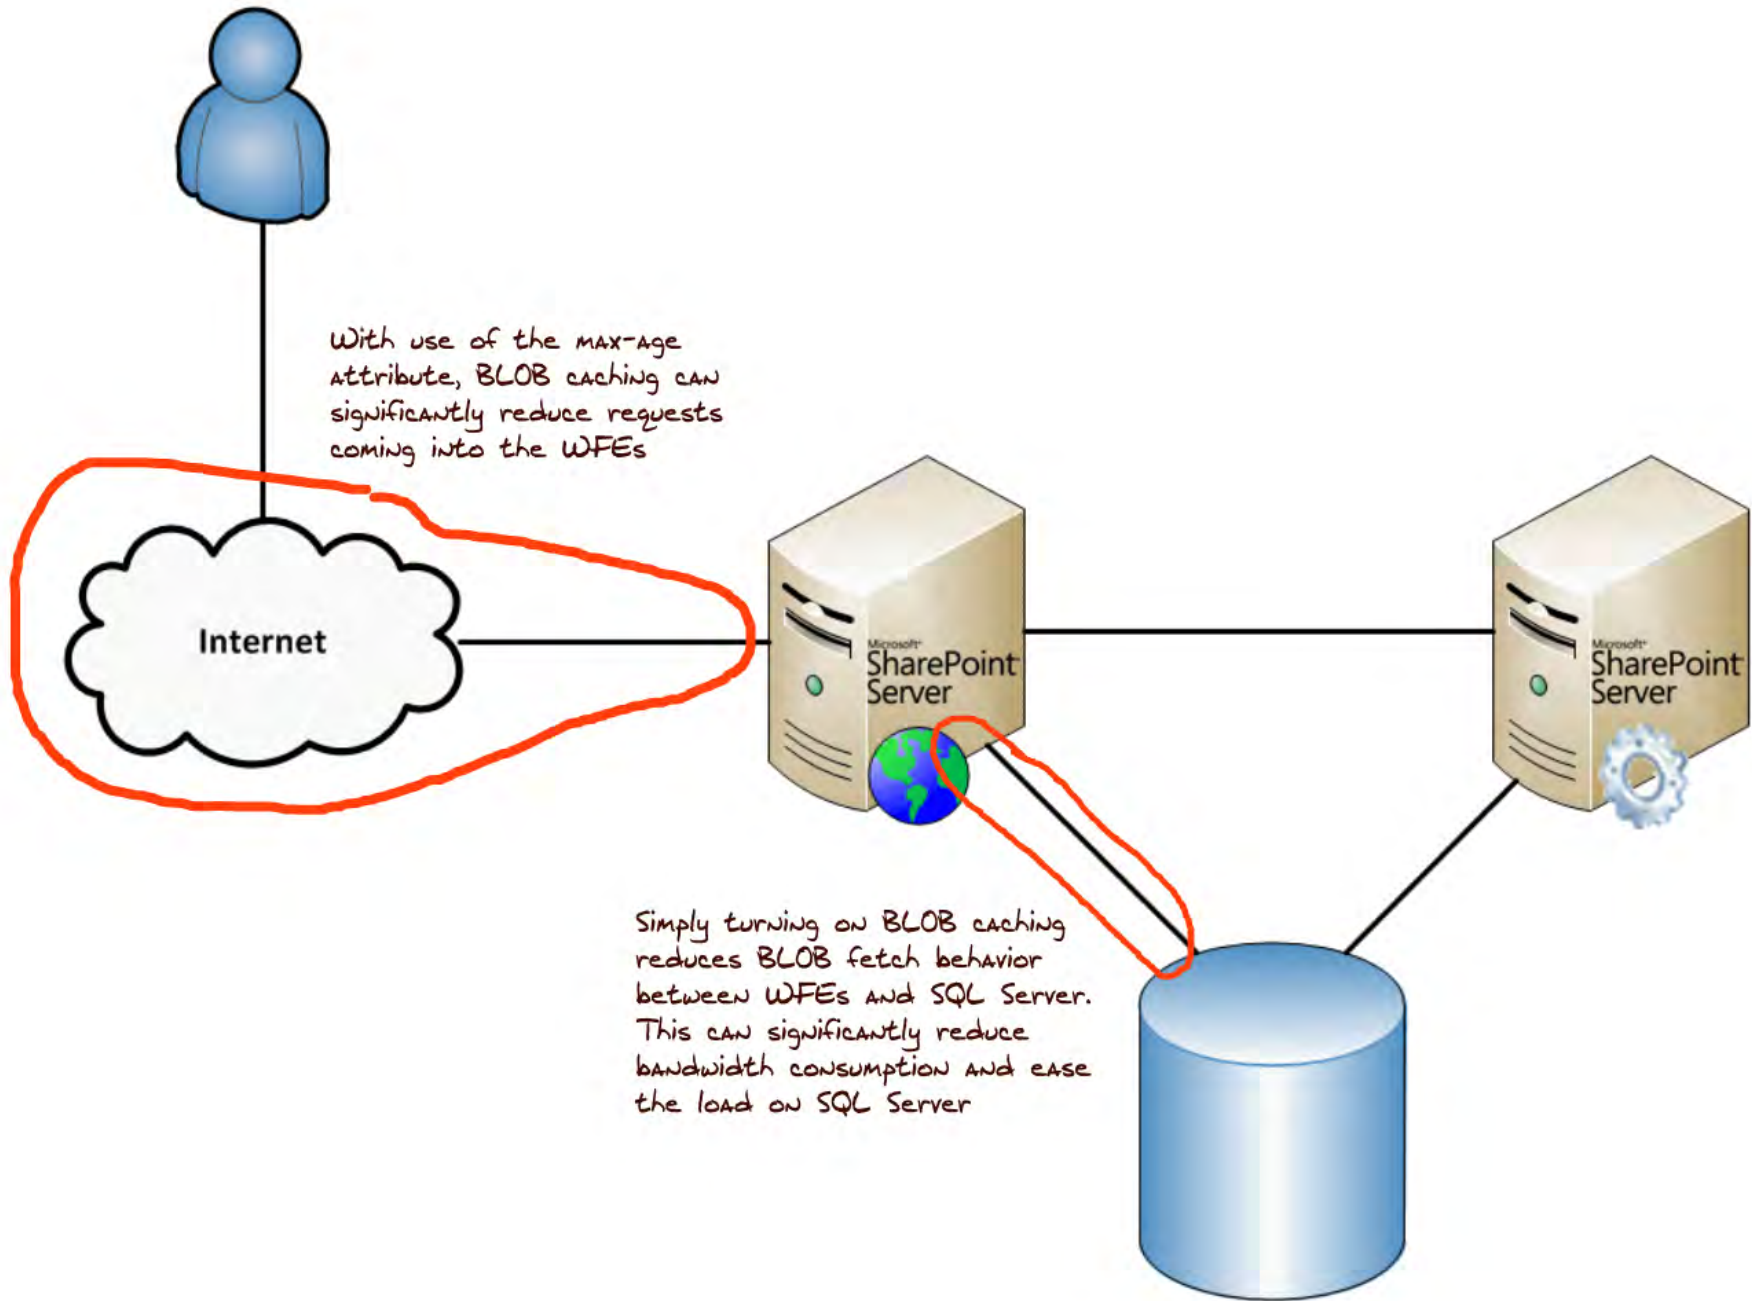 With use of the max-age
attribute, BLOB caching can
significantly reduce requests
coming into the WFEs
Internet
Microsoft
SharePoint
Server
Microsoft
SharePoint
Server
Simply turning on BLOB caching
reduces BLOB fetch behavior
between WFEs and SQL Server.
This can significantly reduce
bandwidth consumption and ease
the load on SQL Server